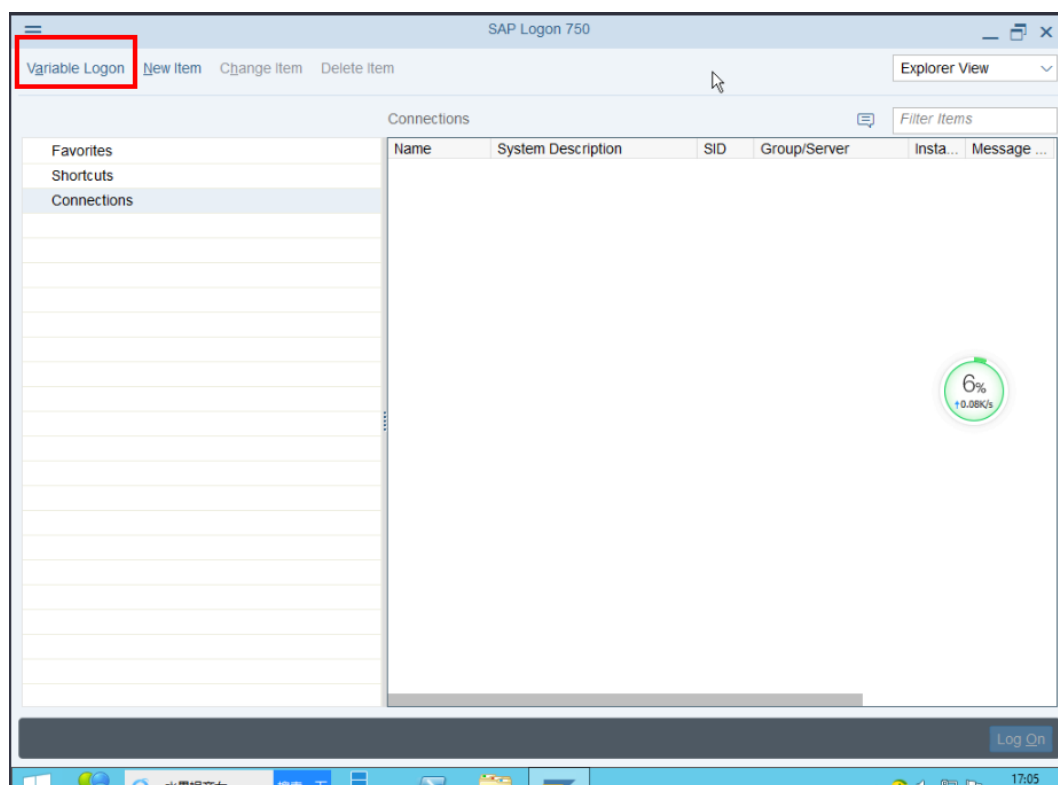 SAP Logon 750
Variable Logon New Item Change Item Delete Item Explorer View
Connections Filter Items
Favorites
Shortcuts
Connections
Name System Description SID Group/Server Insta... Message ...
6%
↑0.08K/s
Log On
17:05